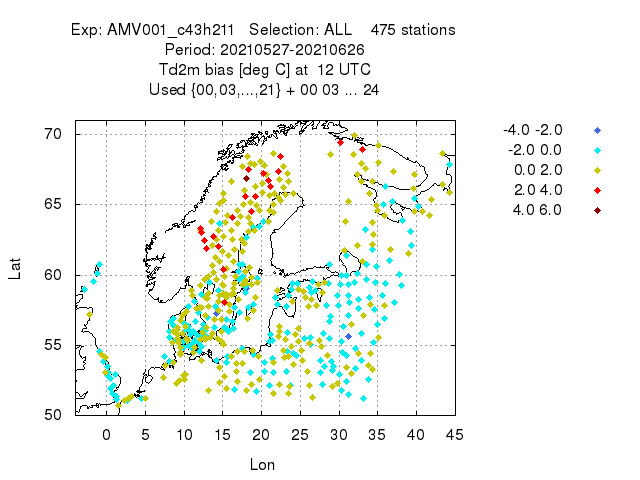 Exp: AMV001_c43h211 Selection: ALL 475 stations
Period: 20210527-20210626
Td2m bias [deg C] at 12 UTC
Used {00,03,...,21} + 00 03 ... 24
-4.0 -2.0
-2.0 0.0
0.0 2.0
2.0 4.0
4.0 6.0
70
65
60
55
50
Lat
0 5 10 15 20 25 30 35 40 45
Lon